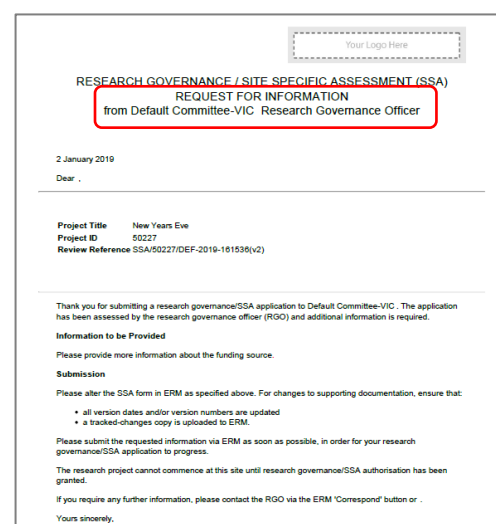 Your Logo Here
RESEARCH GOVERNANCE / SITE SPECIFIC ASSESSMENT (SSA)
REQUEST FOR INFORMATION
from Default Committee-VIC Research Governance Officer
2 January 2019
Dear ,
Project Title New Years Eve
Project ID 50227
Review Reference SSA/50227/DEF-2019-161536(v2)
Thank you for submitting a research governance/SSA application to Default Committee-VIC . The application
has been assessed by the research governance officer (RGO) and additional information is required.
Information to be Provided
Please provide more information about the funding source.
Submission
Please alter the SSA form in ERM as specified above. For changes to supporting documentation, ensure that:
• all version dates and/or version numbers are updated
• a tracked-changes copy is uploaded to ERM.
Please submit the requested information via ERM as soon as possible, in order for your research
governance/SSA application to progress.
The research project cannot commence at this site until research governance/SSA authorisation has been
granted.
If you require any further information, please contact the RGO via the ERM 'Correspond' button or .
Yours sincerely,